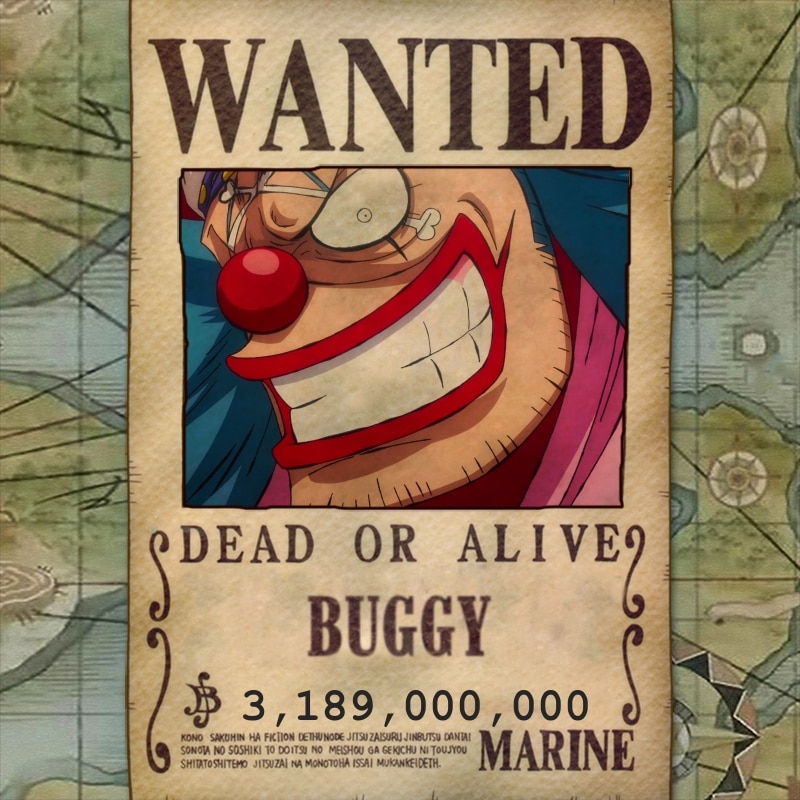 WANTED
DEAD OR ALIVE
BUGGY
฿ 3,189,000,000
KONO SAKUHIN HA FICTION DETHUNODE JITSUZAISURU JINBUTSU DANTAI
SONOTA NO SOSHIKI TO DOITSU NO MEISHOU GA GEKICHU NI TOUJYOU
SHITATOSHITEMO JITSUZAI NA MONOTOHA ISSAI MUKANKEIDETH.
MARINE